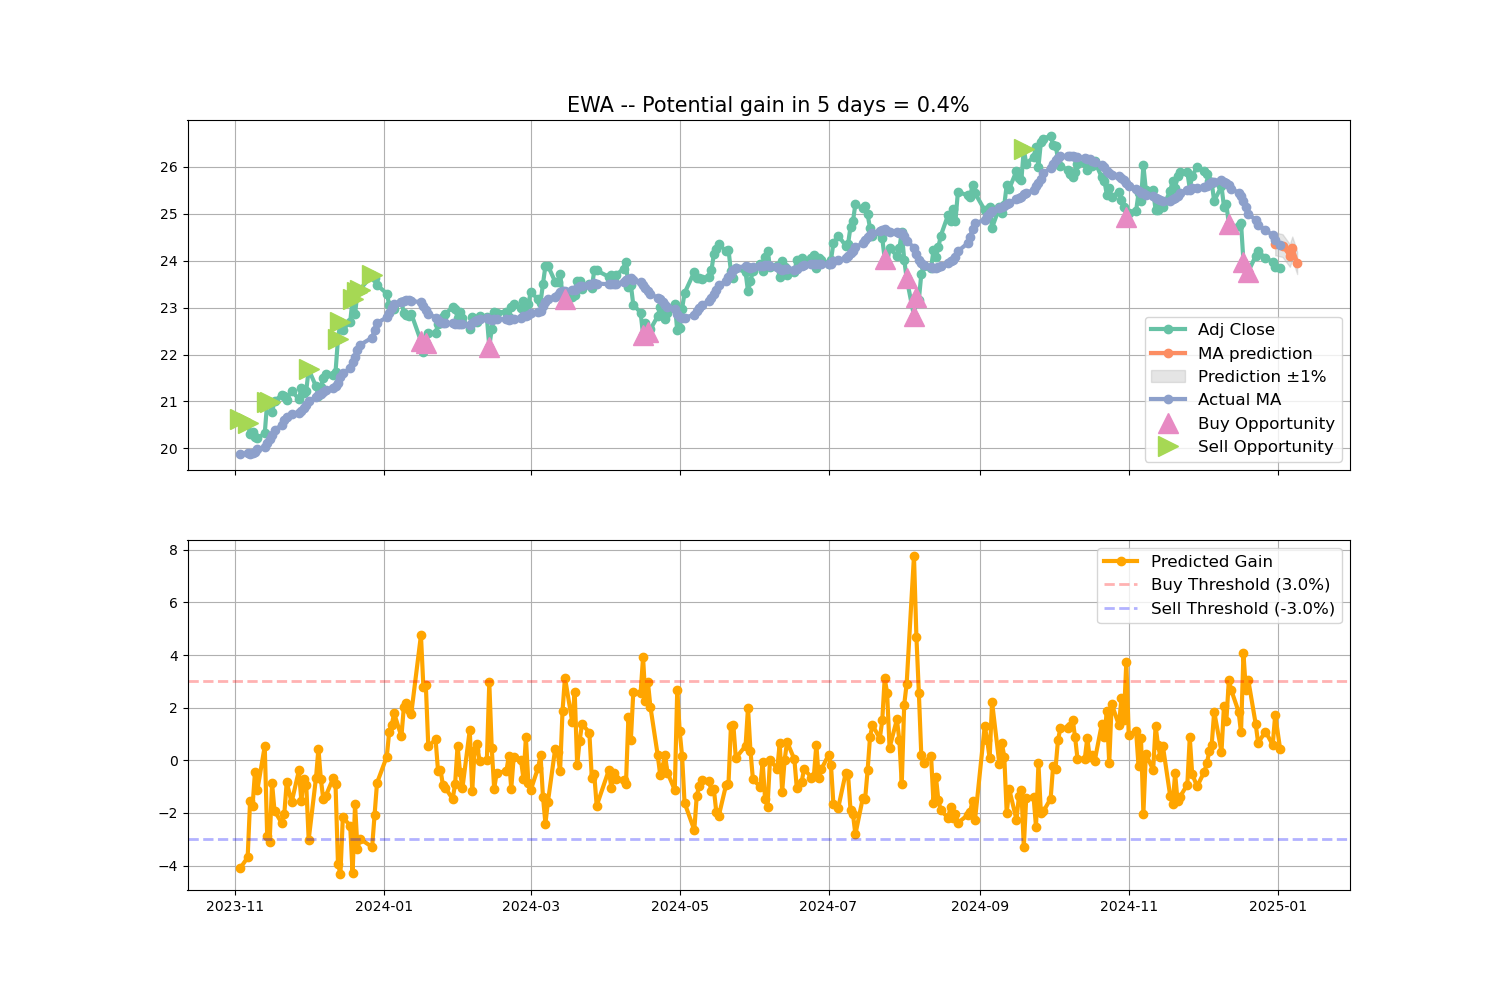 EWA -- Potential gain in 5 days = 0.4%
26
25
24
23
22
21
20
Adj Close
MA prediction
Prediction ±1%
Actual MA
Buy Opportunity
Sell Opportunity
8
6
4
2
0
−2
−4
Predicted Gain
Buy Threshold (3.0%)
Sell Threshold (-3.0%)
2023-11
2024-01
2024-03
2024-05
2024-07
2024-09
2024-11
2025-01